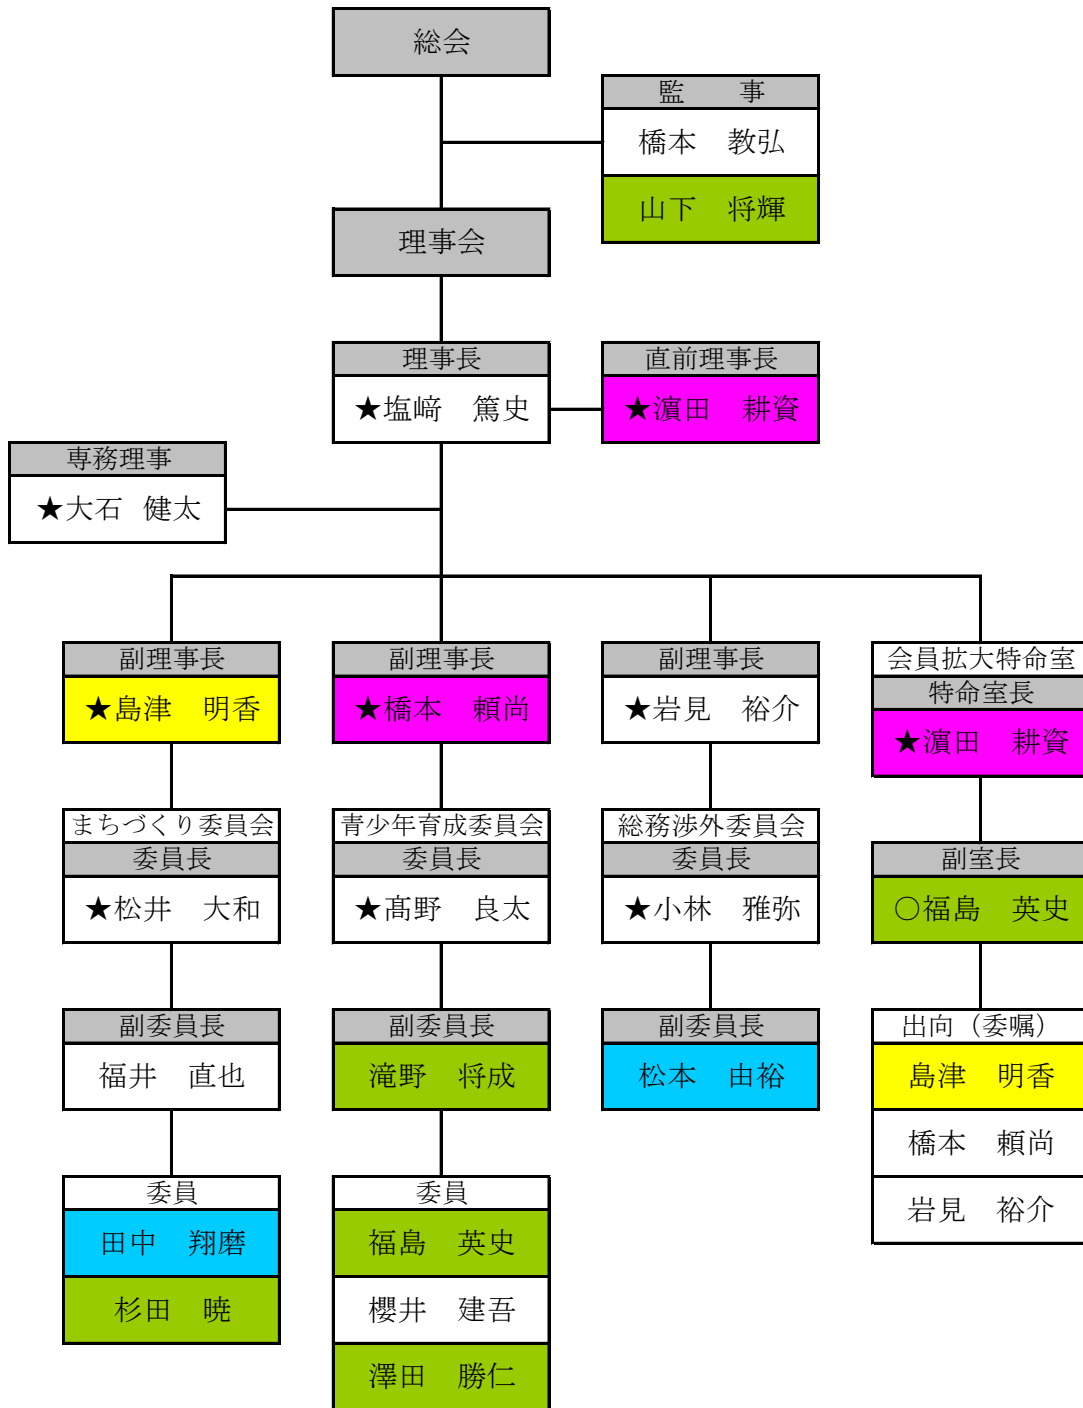 総会
監　　事
橋本　教弘
山下　将輝
理事会
理事長
★塩﨑　篤史
直前理事長
★濵田　耕資
専務理事
★大石 健太
副理事長
★島津　明香
まちづくり委員会
委員長
★松井　大和
副委員長
福井　直也
委員
田中　翔磨
杉田　暁
副理事長
★橋本　頼尚
青少年育成委員会
委員長
★髙野　良太
副委員長
滝野　将成
委員
福島　英史
櫻井　建吾
澤田　勝仁
副理事長
★岩見　裕介
総務渉外委員会
委員長
★小林　雅弥
副委員長
松本　由裕
会員拡大特命室
特命室長
★濵田　耕資
副室長
○福島　英史
出向（委嘱）
島津　明香
橋本　頼尚
岩見　裕介